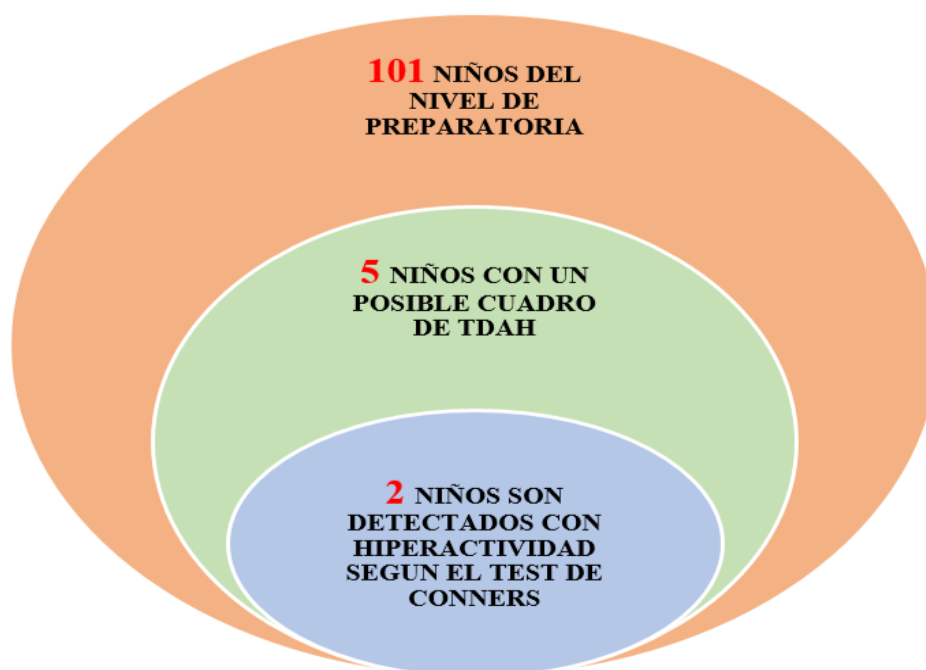 101 NIÑOS DEL
NIVEL DE
PREPARATORIA
5 NIÑOS CON UN
POSIBLE CUADRO
DE TDAH
2 NIÑOS SON
DETECTADOS CON
HIPERACTIVIDAD
SEGUN EL TEST DE
CONNERS